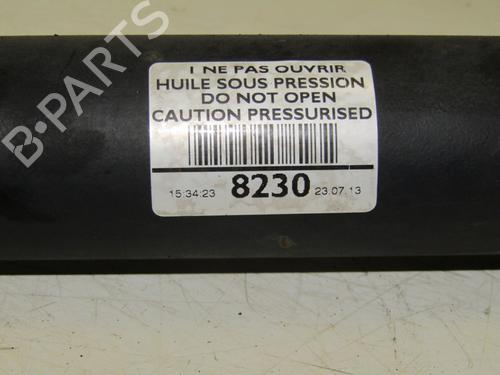 B-PARTS
! NE PAS OUVRIR
HUILE SOUS PRESSION
DO NOT OPEN
CAUTION PRESSURISED
15:34:23 8230 23.07.13